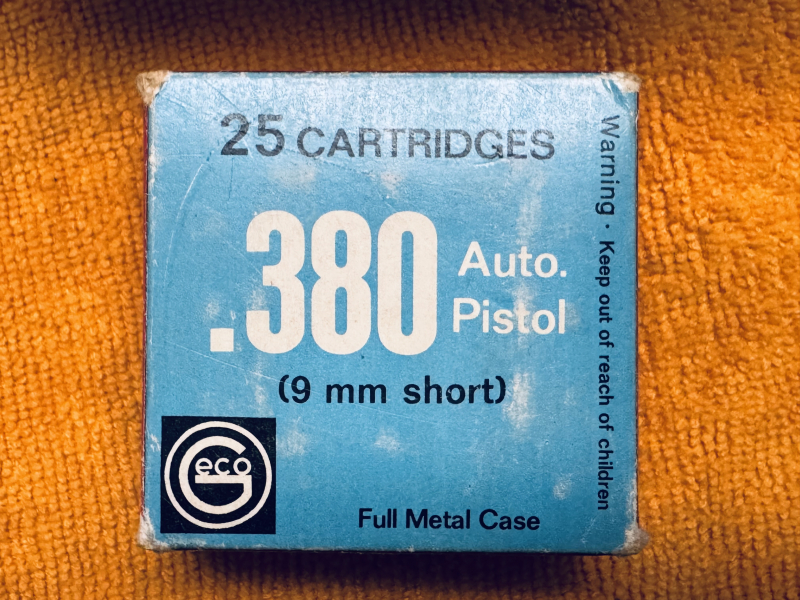 25 CARTRIDGES
.380 Auto.
Pistol
(9 mm short)
Geco
Full Metal Case
Warning · Keep out of reach of children